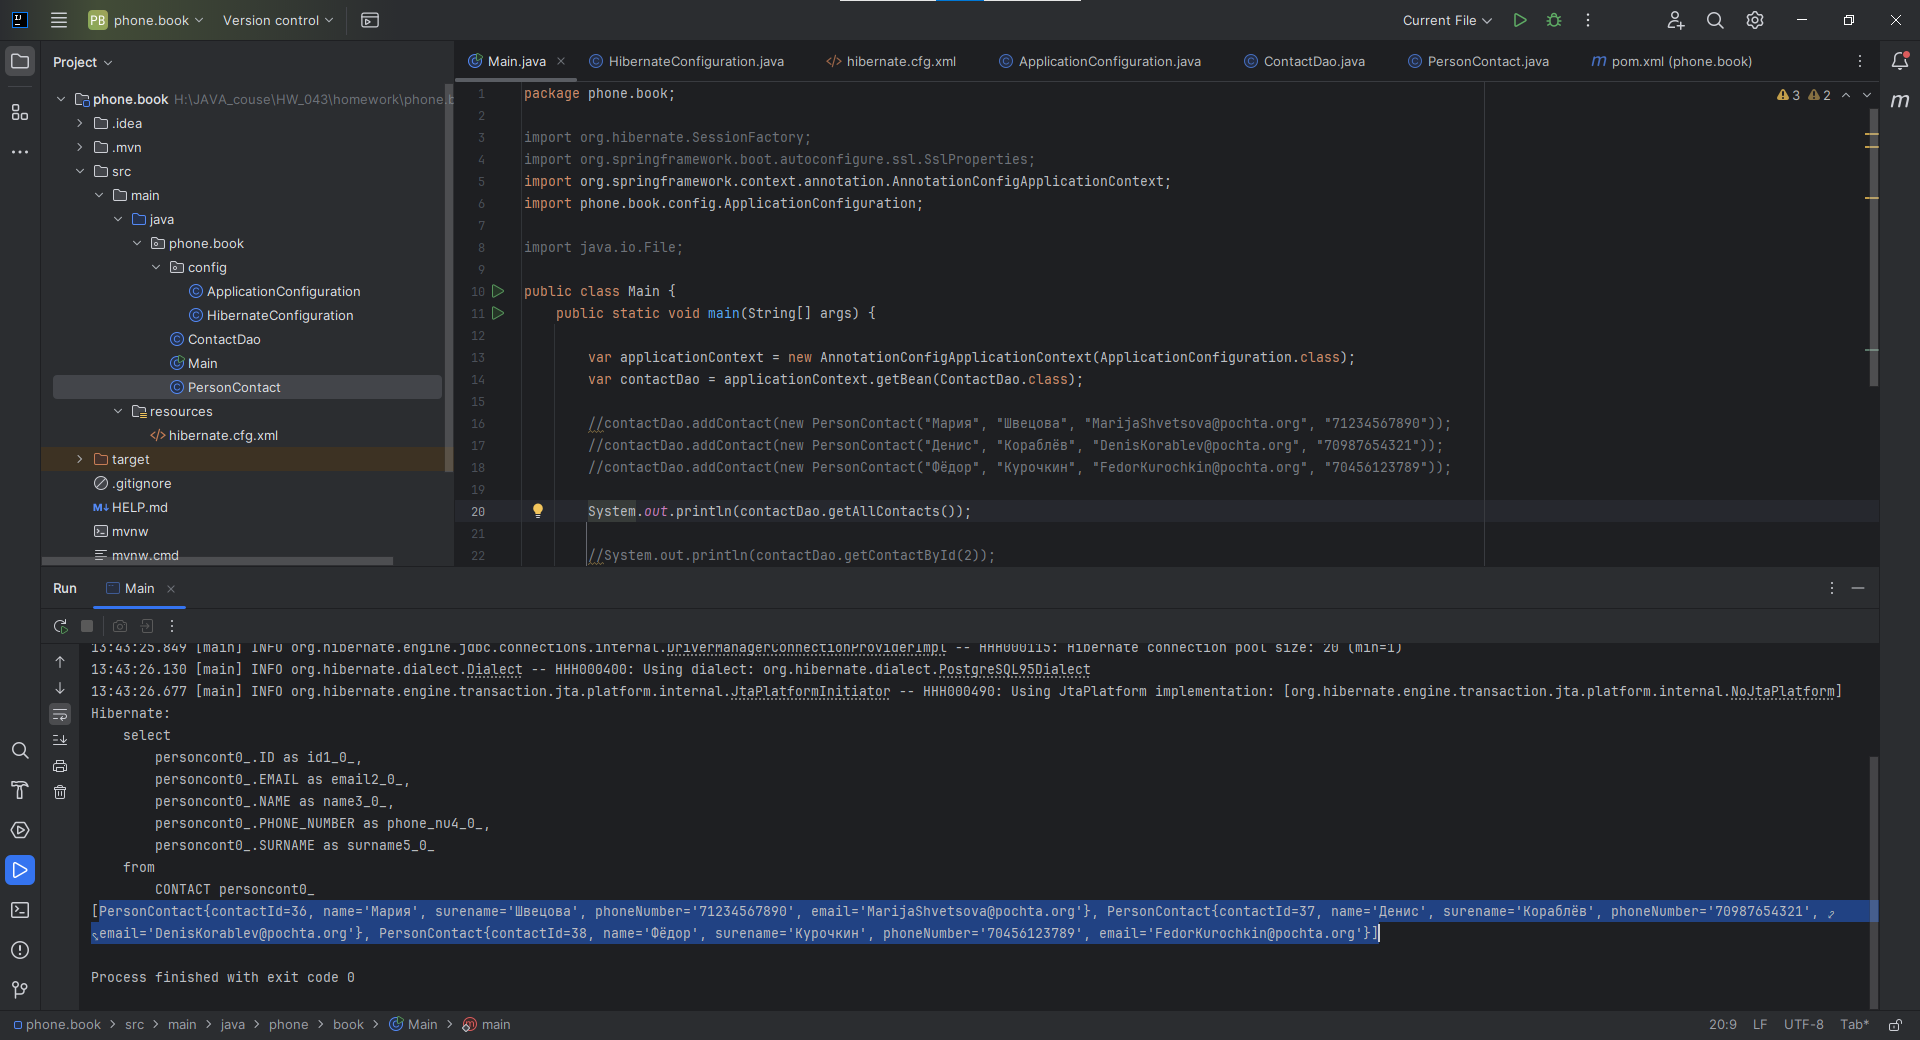 PB phone.book Version control Current File
Project
phone.book H:\JAVA_couse\HW_043\homework\phone.b
.idea
.mvn
src
main
java
phone.book
config
ApplicationConfiguration
HibernateConfiguration
ContactDao
Main
PersonContact
resources
hibernate.cfg.xml
target
.gitignore
HELP.md
mvnw
mvnw.cmd
Main.java HibernateConfiguration.java hibernate.cfg.xml ApplicationConfiguration.java ContactDao.java PersonContact.java pom.xml (phone.book)
3 2
1 package phone.book;
2
3 import org.hibernate.SessionFactory;
4 import org.springframework.boot.autoconfigure.ssl.SslProperties;
5 import org.springframework.context.annotation.AnnotationConfigApplicationContext;
6 import phone.book.config.ApplicationConfiguration;
7
8 import java.io.File;
9
10 public class Main {
11 public static void main(String[] args) {
12
13 var applicationContext = new AnnotationConfigApplicationContext(ApplicationConfiguration.class);
14 var contactDao = applicationContext.getBean(ContactDao.class);
15
16 //contactDao.addContact(new PersonContact("Мария", "Швецова", "MarijaShvetsova@pochta.org", "71234567890"));
17 //contactDao.addContact(new PersonContact("Денис", "Кораблёв", "DenisKorablev@pochta.org", "70987654321"));
18 //contactDao.addContact(new PersonContact("Фёдор", "Курочкин", "FedorKurochkin@pochta.org", "70456123789"));
19
20 System.out.println(contactDao.getAllContacts());
21
22 //System.out.println(contactDao.getContactById(2));
Run Main
13:43:25.849 [main] INFO org.hibernate.engine.jdbc.connections.internal.DriverManagerConnectionProviderImpl -- HHH000115: Hibernate connection pool size: 20 (min=1)
13:43:26.130 [main] INFO org.hibernate.dialect.Dialect -- HHH000400: Using dialect: org.hibernate.dialect.PostgreSQL95Dialect
13:43:26.677 [main] INFO org.hibernate.engine.transaction.jta.platform.internal.JtaPlatformInitiator -- HHH000490: Using JtaPlatform implementation: [org.hibernate.engine.transaction.jta.platform.internal.NoJtaPlatform]
Hibernate:
select
personcont0_.ID as id1_0_,
personcont0_.EMAIL as email2_0_,
personcont0_.NAME as name3_0_,
personcont0_.PHONE_NUMBER as phone_nu4_0_,
personcont0_.SURNAME as surname5_0_
from
CONTACT personcont0_
[PersonContact{contactId=36, name='Мария', surename='Швецова', phoneNumber='71234567890', email='MarijaShvetsova@pochta.org'}, PersonContact{contactId=37, name='Денис', surename='Кораблёв', phoneNumber='70987654321',
email='DenisKorablev@pochta.org'}, PersonContact{contactId=38, name='Фёдор', surename='Курочкин', phoneNumber='70456123789', email='FedorKurochkin@pochta.org'}]
Process finished with exit code 0
phone.book > src > main > java > phone > book > Main > main 20:9 LF UTF-8 Tab*